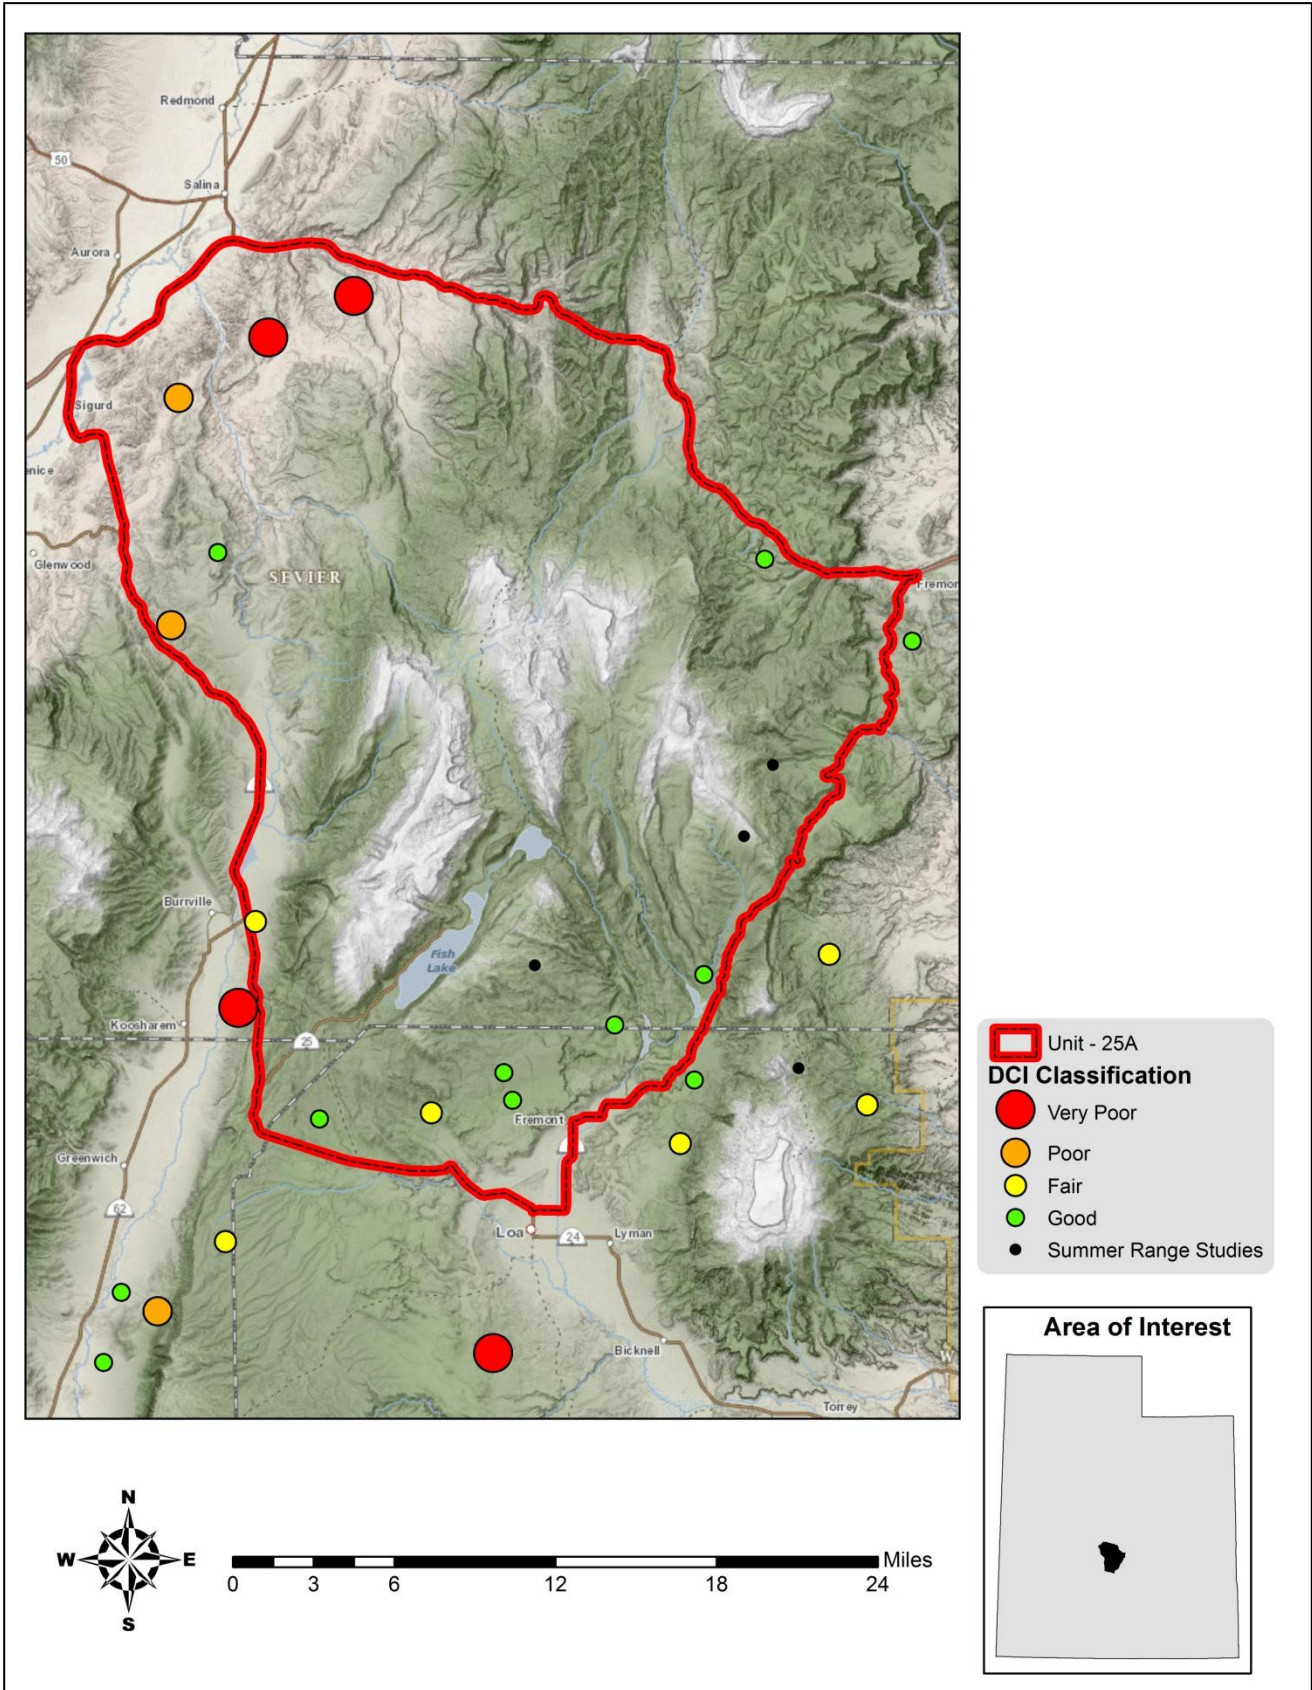 Redmond
50
Salina
Aurora
Sigurd
enice
Glenwood
SEVIER
Fremon
Burrville
Fish
Lake
Koosharem
25
Fremont
Greenwich
62
Loa
24
Lyman
Bicknell
W
Torrey
Unit - 25A
DCI Classification
Very Poor
Poor
Fair
Good
Summer Range Studies
Area of Interest
N
W
E
S
Miles
0 3 6 12 18 24